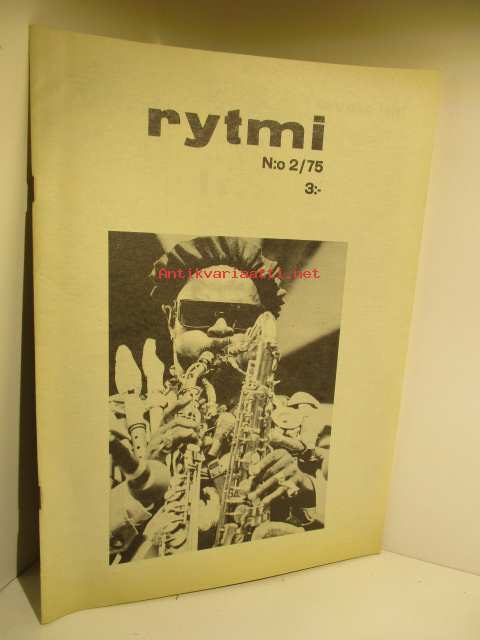 rytmi
N:o 2/75
3:-
Antikvariaatti.net